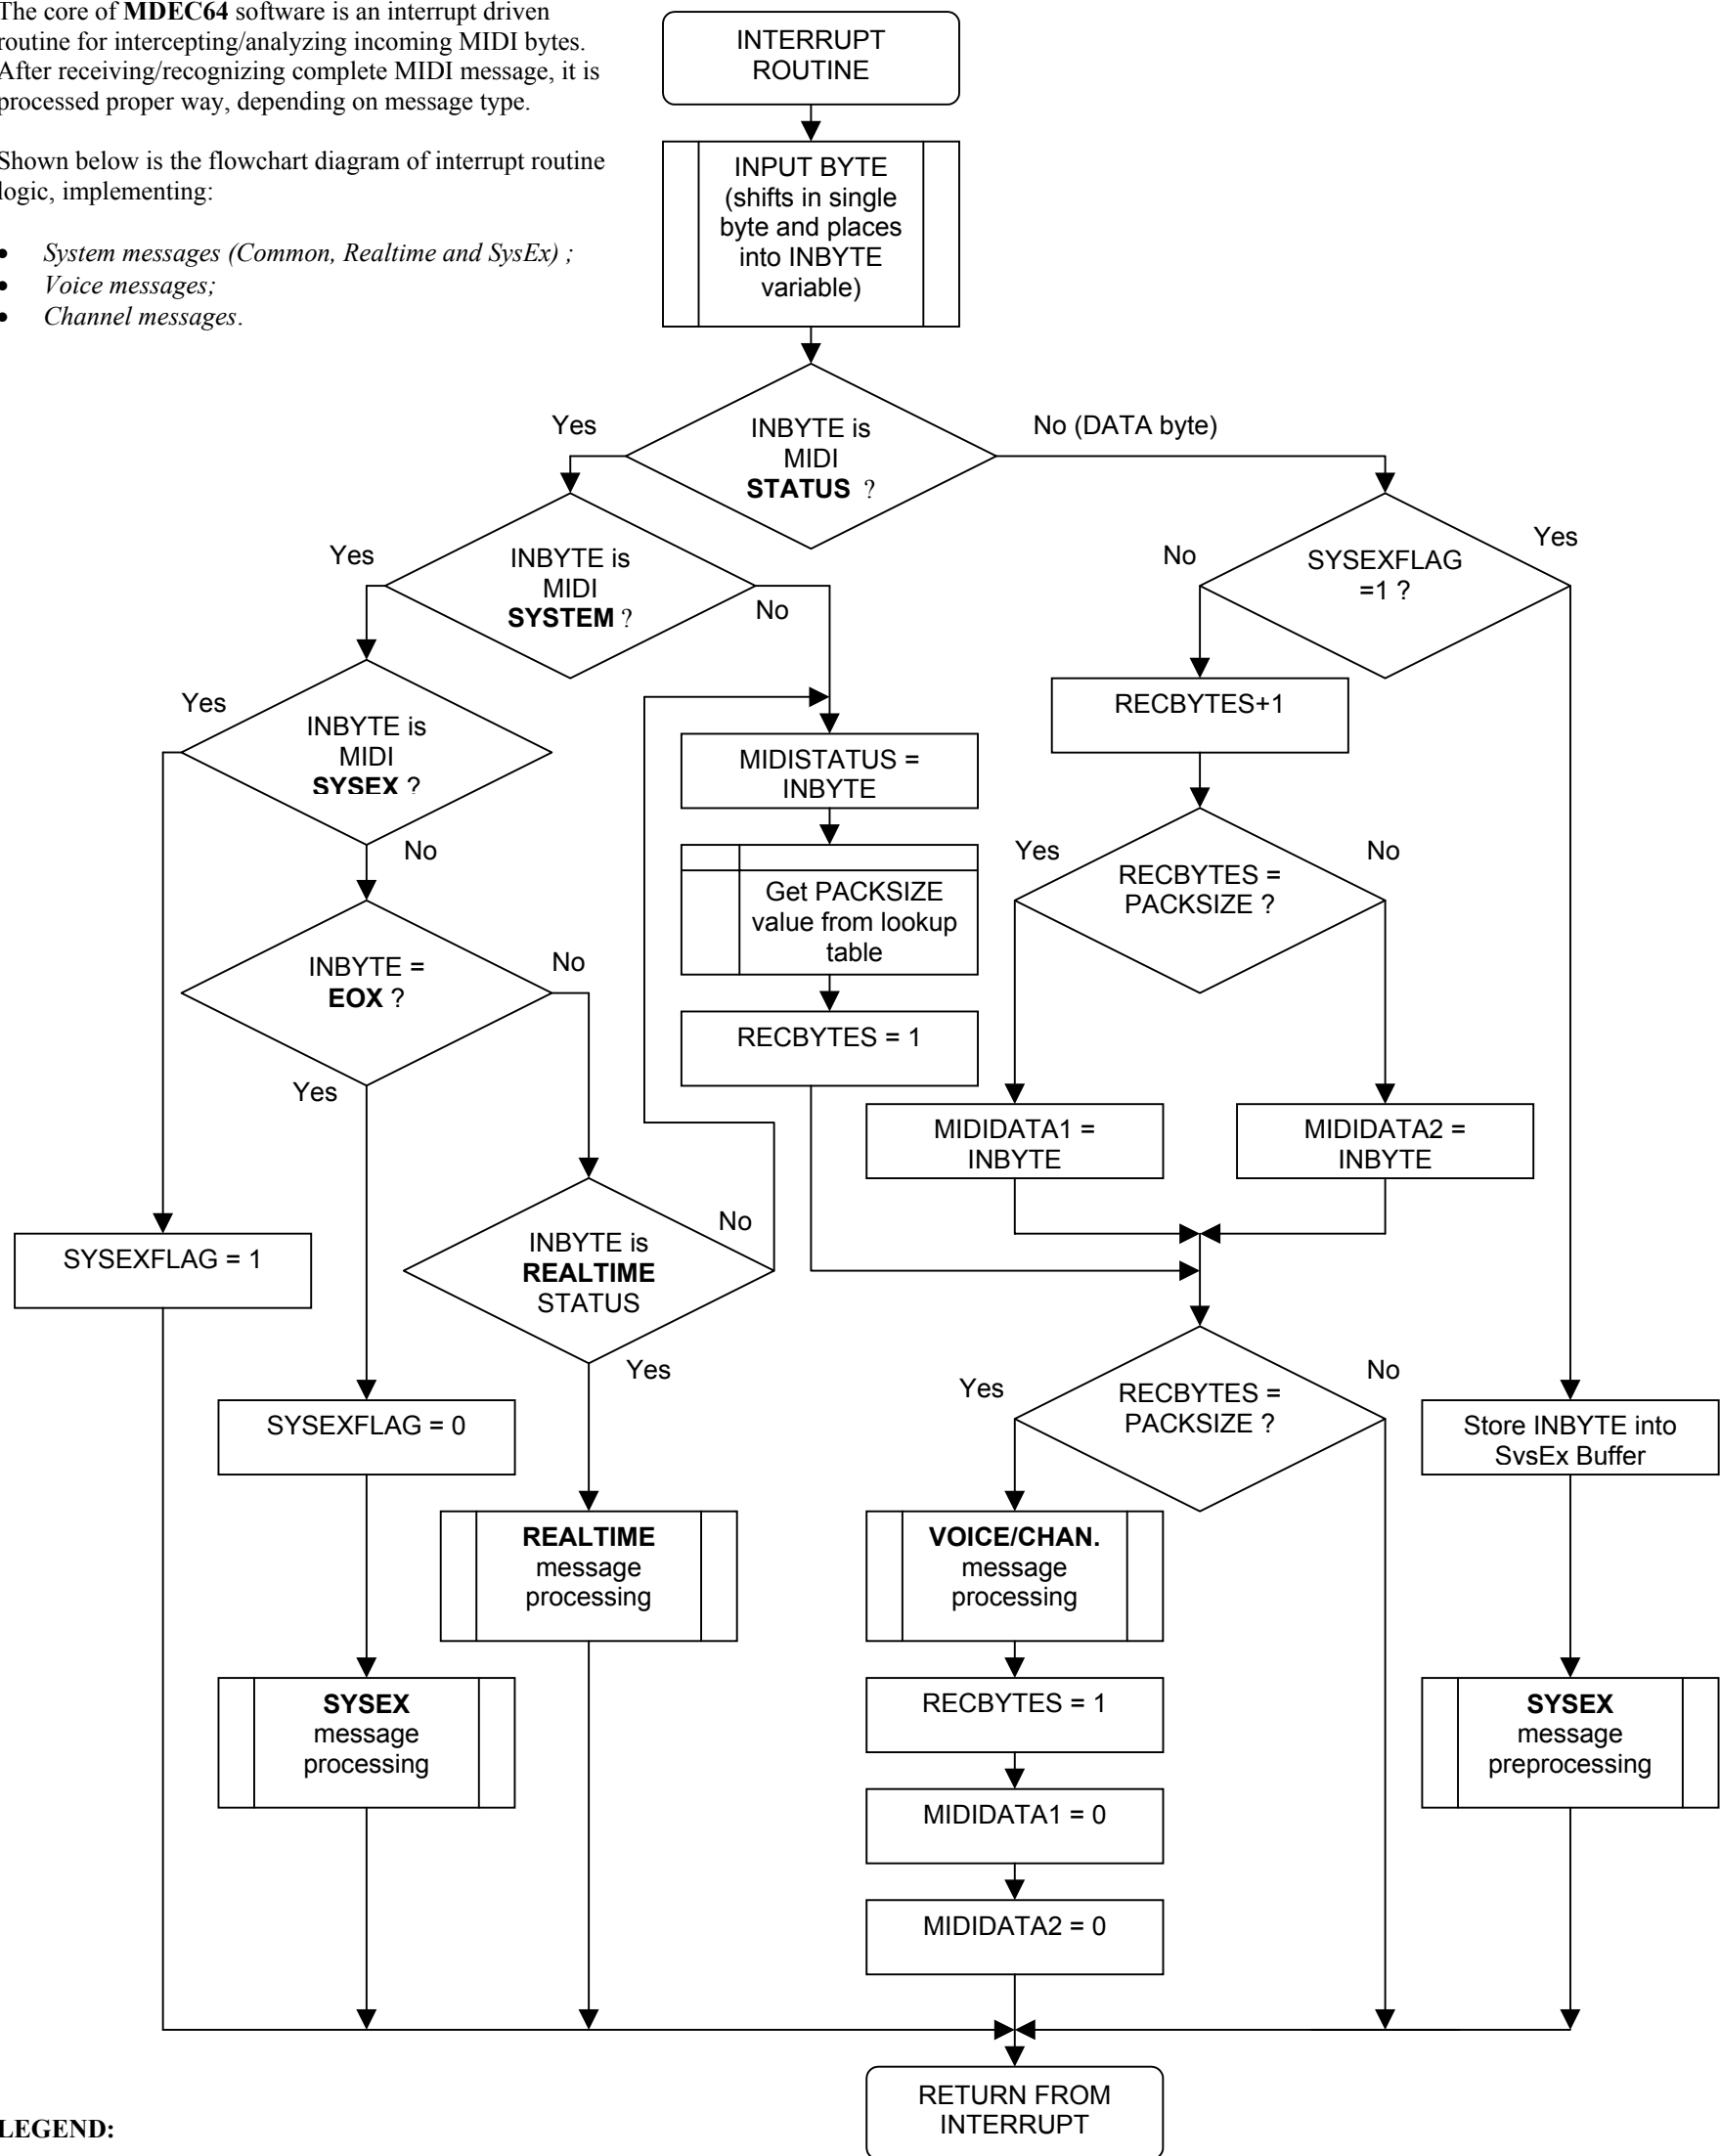 The core of MDEC64 software is an interrupt driven
routine for intercepting/analyzing incoming MIDI bytes.
After receiving/recognizing complete MIDI message, it is
processed proper way, depending on message type.
Shown below is the flowchart diagram of interrupt routine
logic, implementing:
• System messages (Common, Realtime and SysEx) ;
• Voice messages;
• Channel messages.
INTERRUPT
ROUTINE
INPUT BYTE
(shifts in single
byte and places
into INBYTE
variable)
Yes
INBYTE is
MIDI
STATUS ?
No (DATA byte)
Yes
INBYTE is
MIDI
SYSTEM ?
No
No
SYSEXFLAG
=1 ?
Yes
Yes
INBYTE is
MIDI
SYSEX ?
No
MIDISTATUS =
INBYTE
Get PACKSIZE
value from lookup
table
RECBYTES = 1
RECBYTES+1
Yes
RECBYTES =
PACKSIZE ?
No
INBYTE =
EOX ?
No
Yes
MIDIDATA1 =
INBYTE
MIDIDATA2 =
INBYTE
SYSEXFLAG = 1
INBYTE is
REALTIME
STATUS
No
Yes
Yes
RECBYTES =
PACKSIZE ?
No
SYSEXFLAG = 0
Store INBYTE into
SysEx Buffer
REALTIME
message
processing
VOICE/CHAN.
message
processing
SYSEX
message
processing
RECBYTES = 1
SYSEX
message
preprocessing
MIDIDATA1 = 0
MIDIDATA2 = 0
RETURN FROM
INTERRUPT
LEGEND: